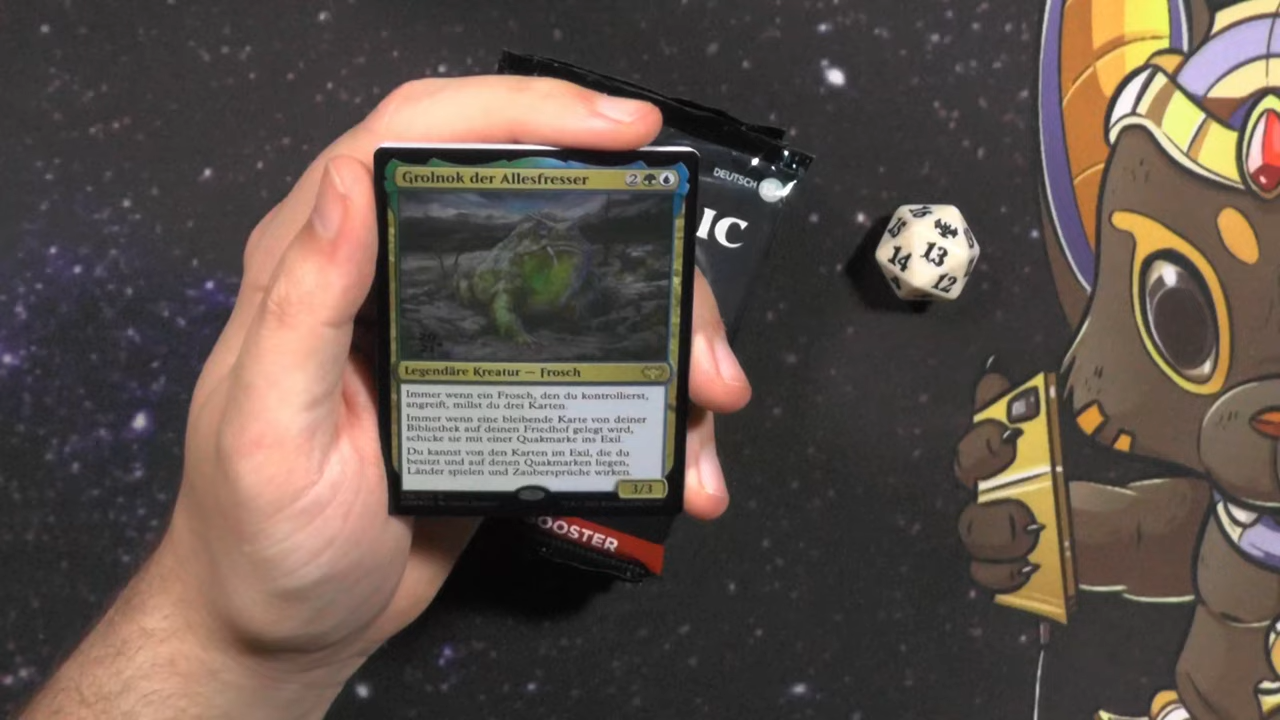 Grolnok der Allesfresser 2
DEUTSCH
IC
Legendäre Kreatur — Frosch
Immer wenn ein Frosch, den du kontrollierst,
angreift, millst du drei Karten.
Immer wenn eine bleibende Karte von deiner
Bibliothek auf deinen Friedhof gelegt wird,
schicke sie mit einer Quakmarke ins Exil.
Du kannst von den Karten im Exil, die du
besitzt und auf denen Quakmarken liegen,
Länder spielen und Zaubersprüche wirken.
3/3
OOSTER
16
15
14
13
12